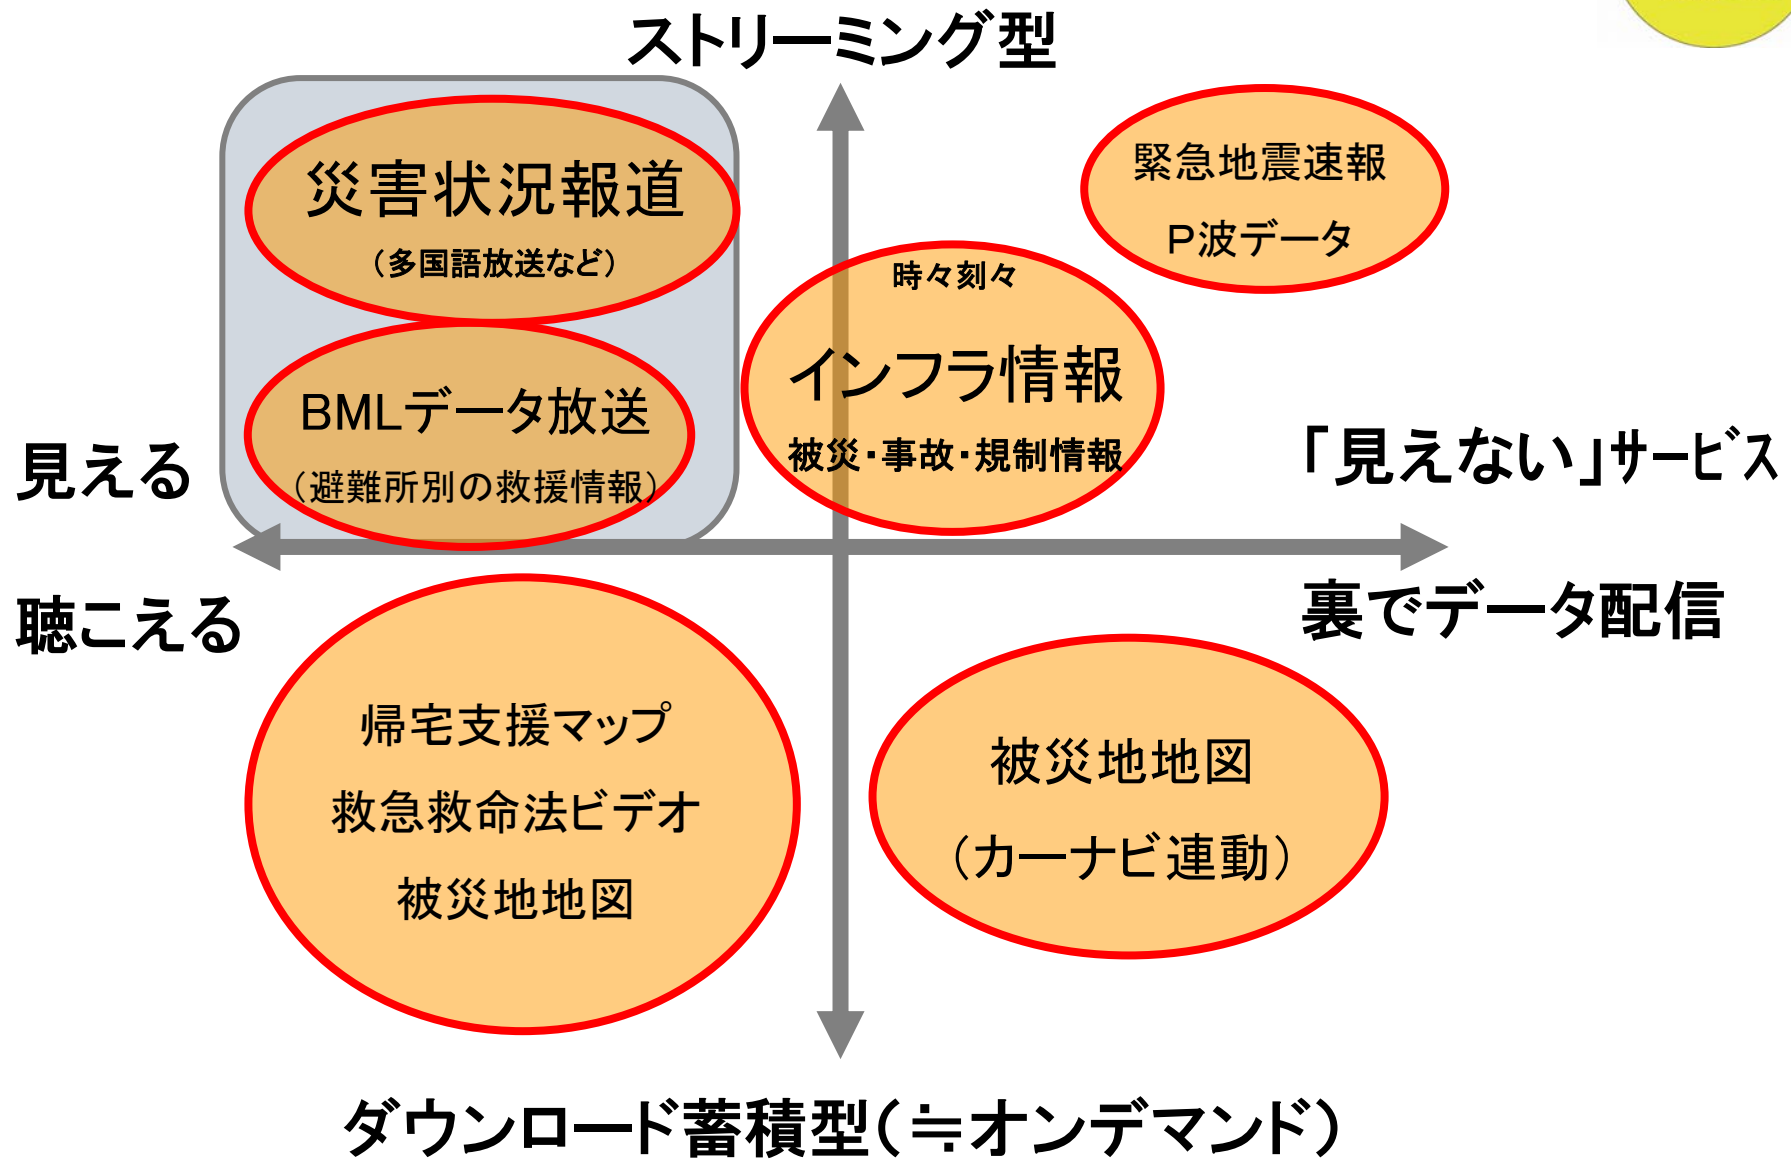 ストリーミング型
災害状況報道
（多国語放送など）
緊急地震速報
P波データ
時々刻々
インフラ情報
被災・事故・規制情報
BMLデータ放送
（避難所別の救援情報）
見える
聴こえる
「見えない」サービス
裏でデータ配信
帰宅支援マップ
救急救命法ビデオ
被災地地図
被災地地図
（カーナビ連動）
ダウンロード蓄積型（≒オンデマンド）